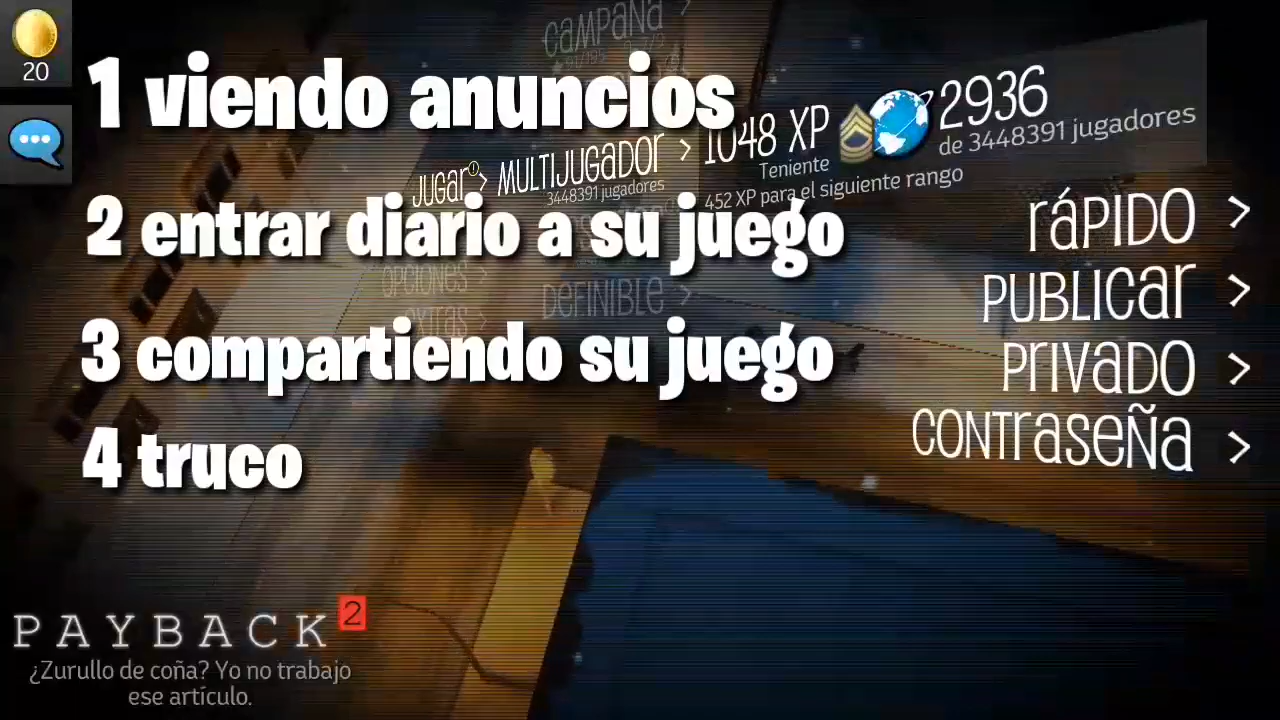 20
1 viendo anuncios
2 entrar diario a su juego
3 compartiendo su juego
4 truco
CAMPAÑA >
JUGAR >
MULTIJUGADOR >
3448391 jugadores
1048 XP
Teniente
452 XP para el siguiente rango
2936
de 3448391 jugadores
OPCIONES >
DEFINIBLE >
EXTRAS >
RÁPIDO >
PUBLICAR >
PRIVADO >
CONTRASEÑA >
PAYBACK 2
¿Zurullo de coña? Yo no trabajo
ese artículo.